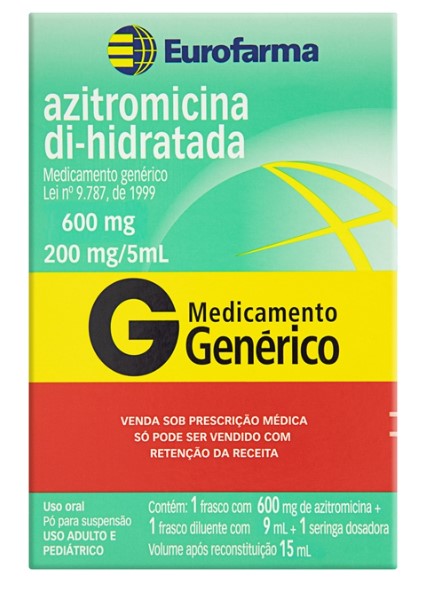 Eurofarma
azitromicina
di-hidratada
Medicamento genérico
Lei nº 9.787, de 1999
600 mg
200 mg/5mL
G Medicamento
Genérico
VENDA SOB PRESCRIÇÃO MÉDICA
SÓ PODE SER VENDIDO COM
RETENÇÃO DA RECEITA
Uso oral
Pó para suspensão
USO ADULTO E
PEDIÁTRICO
Contém: 1 frasco com 600 mg de azitromicina +
1 frasco diluente com 9 mL + 1 seringa dosadora
Volume após reconstituição 15 mL